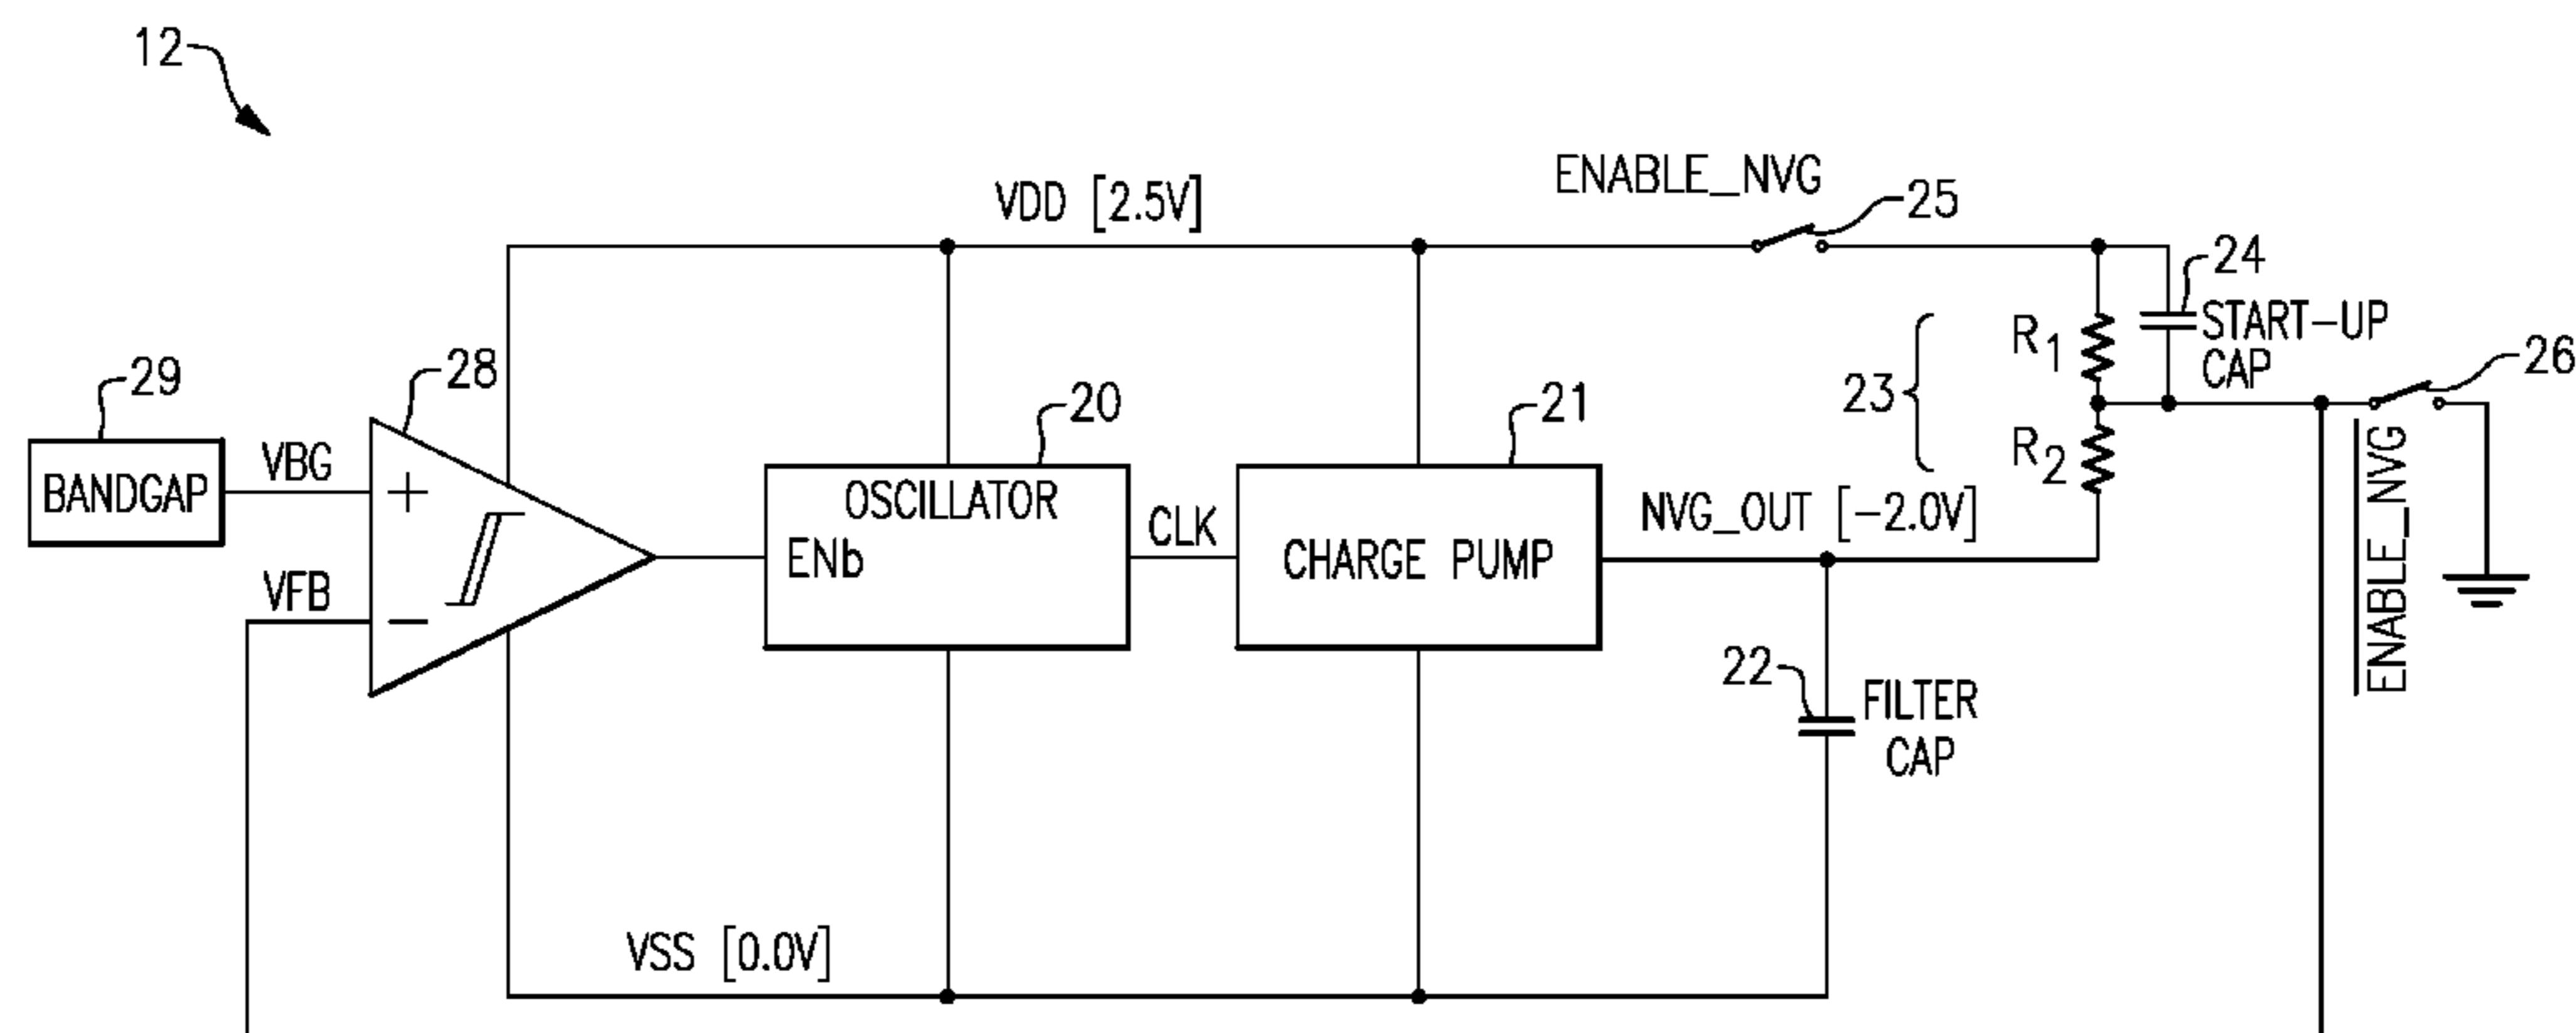 12
VDD [2.5V]
ENABLE_NVG
25
24
START-UP
CAP
R1
23
R2
26
ENABLE_NVG
29
BANDGAP
VBG
28
+
VFB
−
20
OSCILLATOR
ENb
CLK
21
CHARGE PUMP
NVG_OUT [-2.0V]
22
FILTER
CAP
VSS [0.0V]